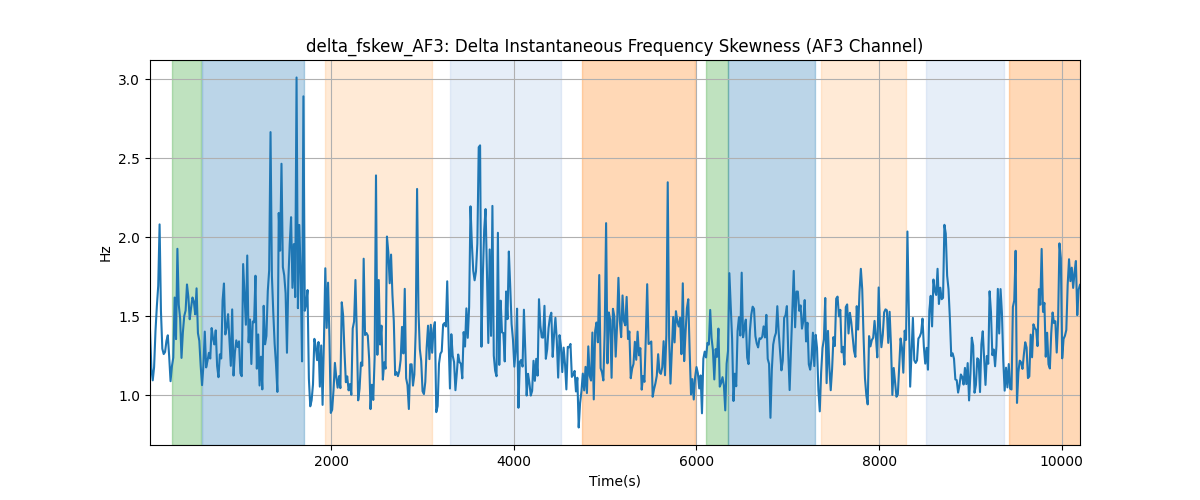 delta_fskew_AF3: Delta Instantaneous Frequency Skewness (AF3 Channel)
3.0
2.5
2.0
1.5
1.0
Hz
2000 4000 6000 8000 10000
Time(s)